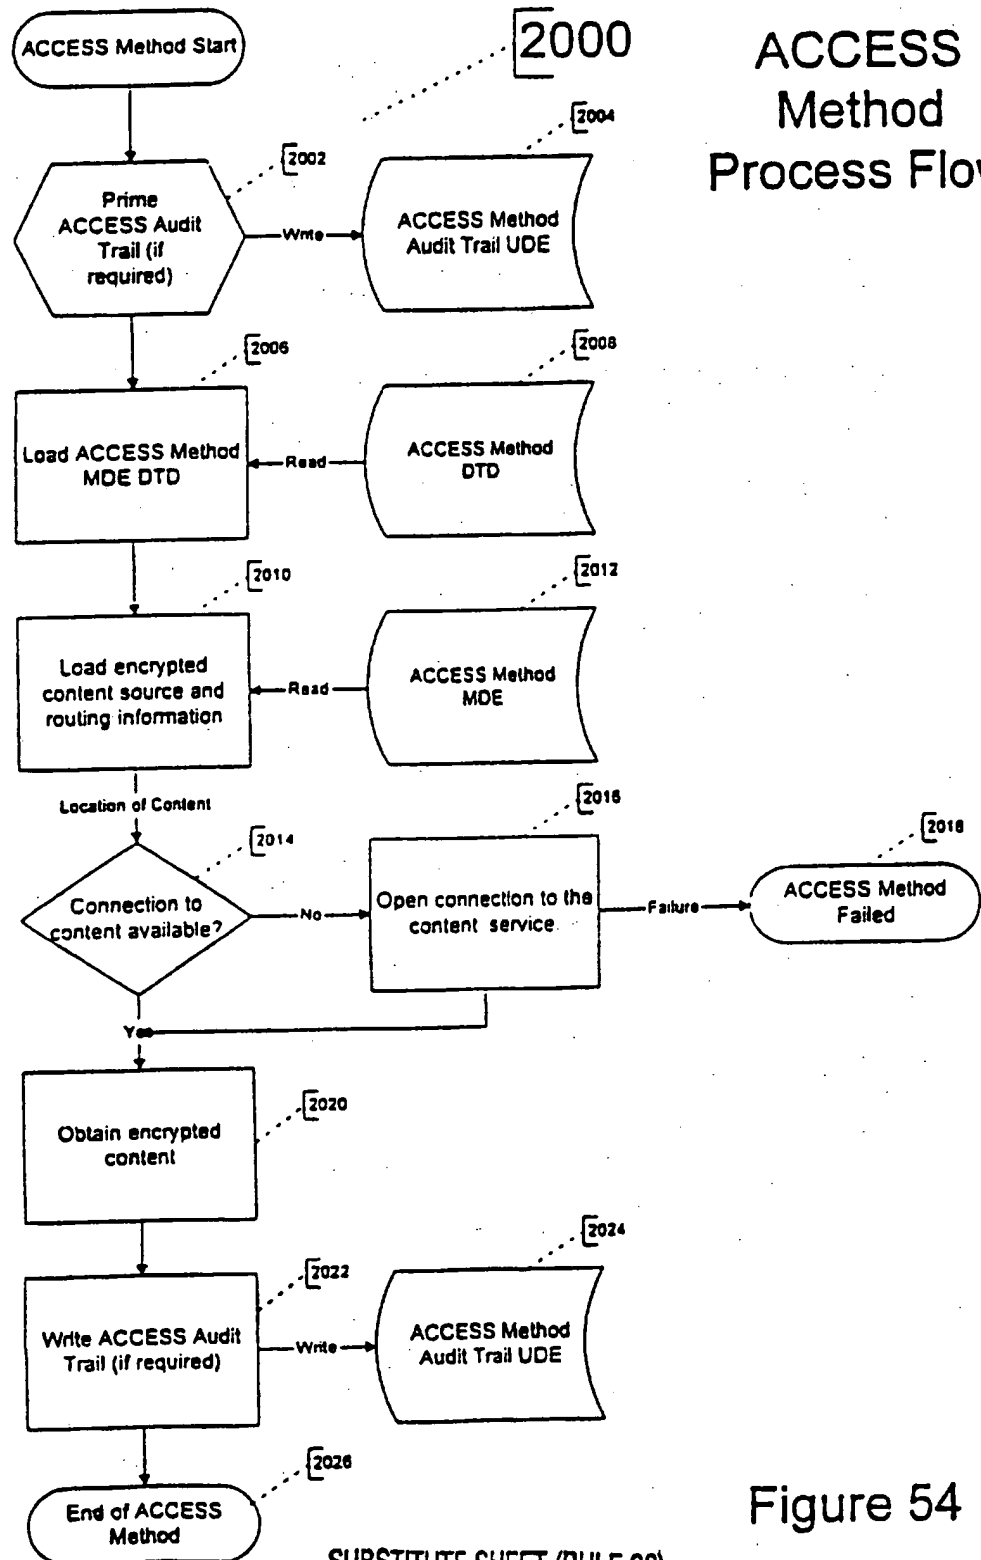 ACCESS Method Start
2000
ACCESS
Method
Process Flow
2002
2004
Prime
ACCESS Audit
Trail (if
required)
Write
ACCESS Method
Audit Trail UDE
2006
2008
Load ACCESS Method
MDE DTD
Read
ACCESS Method
DTD
2010
2012
Load encrypted
content source and
routing information
Read
ACCESS Method
MDE
Location of Content
2014
2016
2018
Connection to
content available?
No
Open connection to the
content service.
Failure
ACCESS Method
Failed
2020
Obtain encrypted
content
2022
2024
Write ACCESS Audit
Trail (if required)
Write
ACCESS Method
Audit Trail UDE
2026
End of ACCESS
Method
Figure 54
SUBSTITUTE SHEET